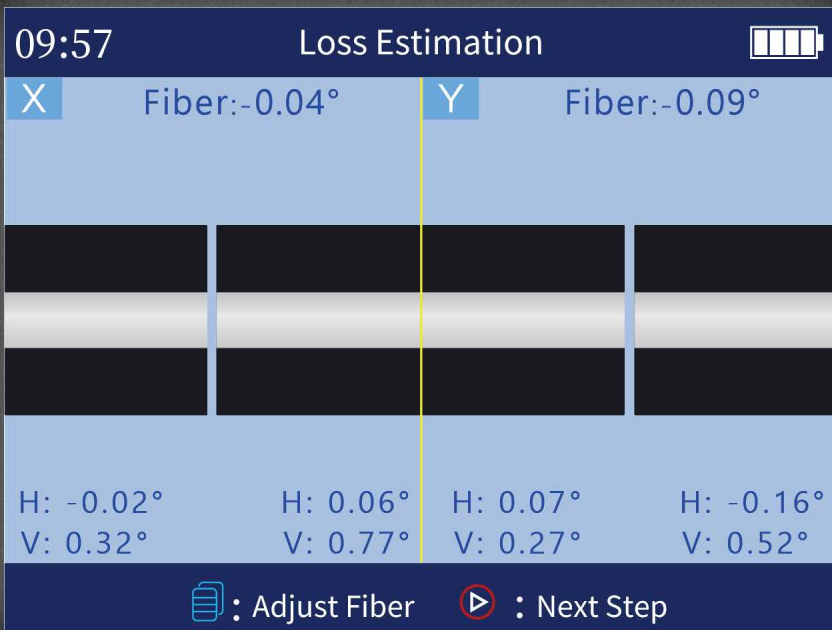 09:57 Loss Estimation
X Fiber:-0.04° Y Fiber:-0.09°
H: -0.02° H: 0.06° H: 0.07° H: -0.16°
V: 0.32° V: 0.77° V: 0.27° V: 0.52°
: Adjust Fiber : Next Step